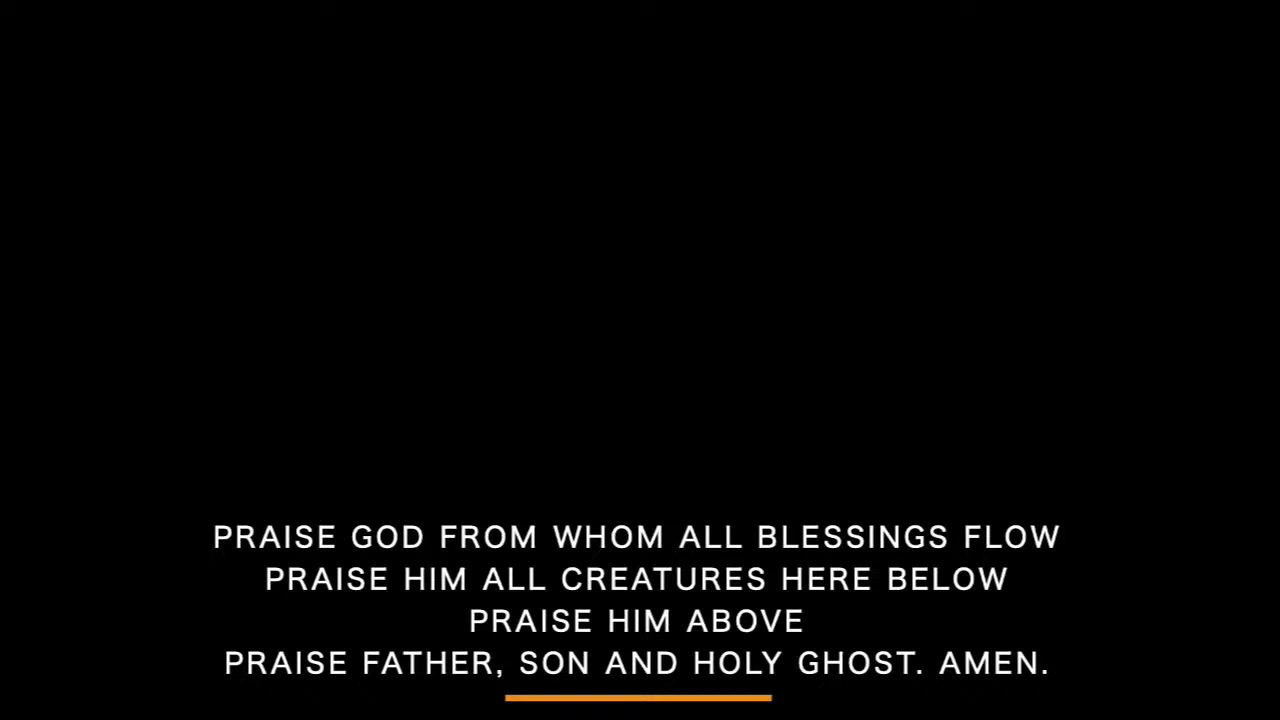 PRAISE GOD FROM WHOM ALL BLESSINGS FLOW
PRAISE HIM ALL CREATURES HERE BELOW
PRAISE HIM ABOVE
PRAISE FATHER, SON AND HOLY GHOST. AMEN.